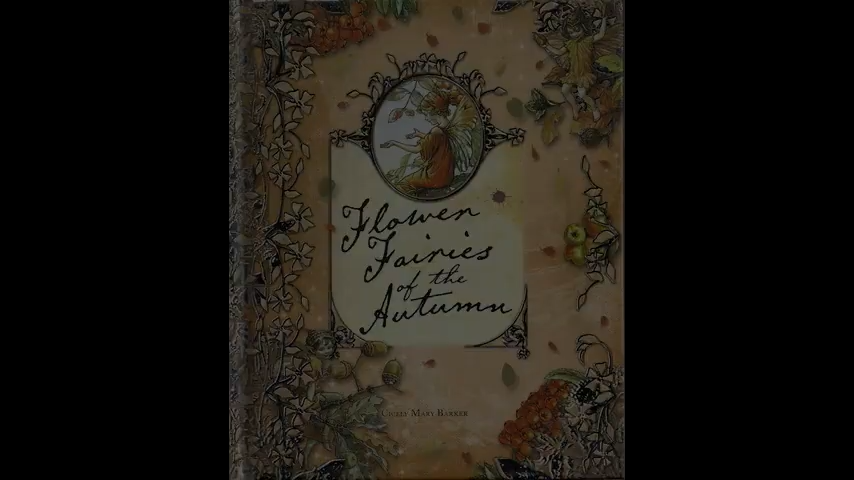 Flower
Fairies
of the
Autumn
Cicely Mary Barker